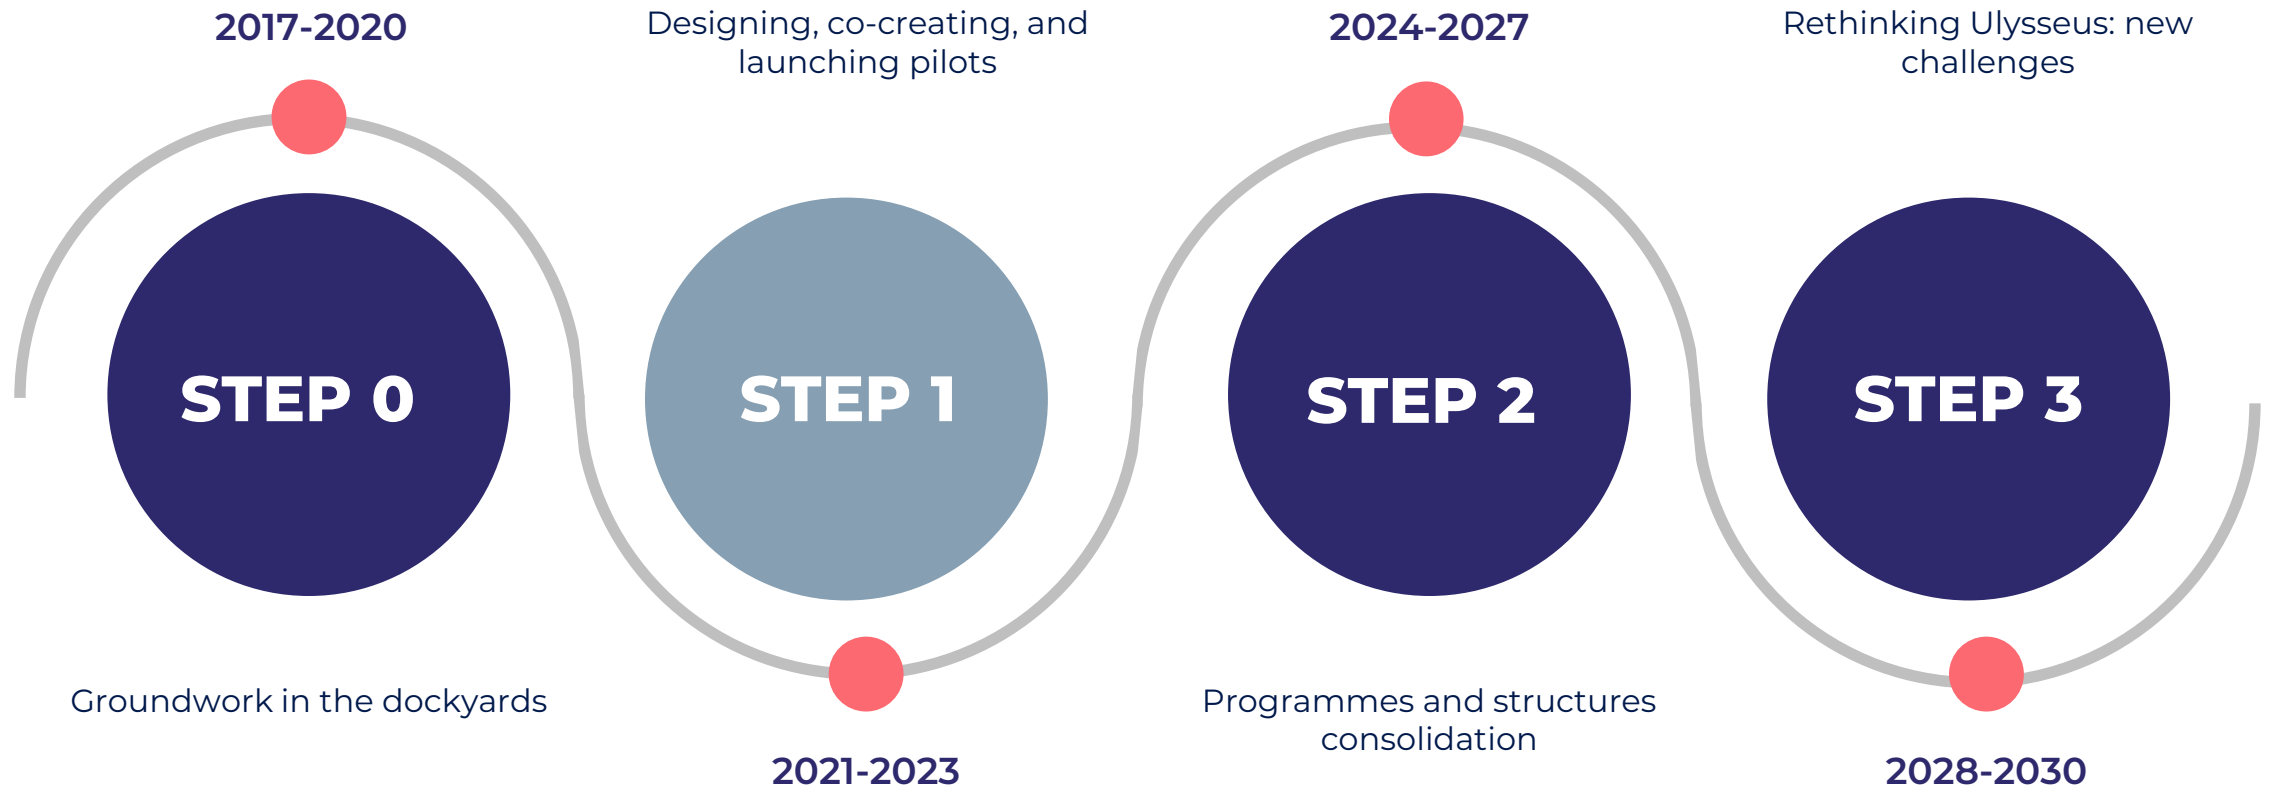 2017-2020
STEP 0
Groundwork in the dockyards
Designing, co-creating, and
launching pilots
STEP 1
2021-2023
2024-2027
STEP 2
Programmes and structures
consolidation
Rethinking Ulysseus: new
challenges
STEP 3
2028-2030